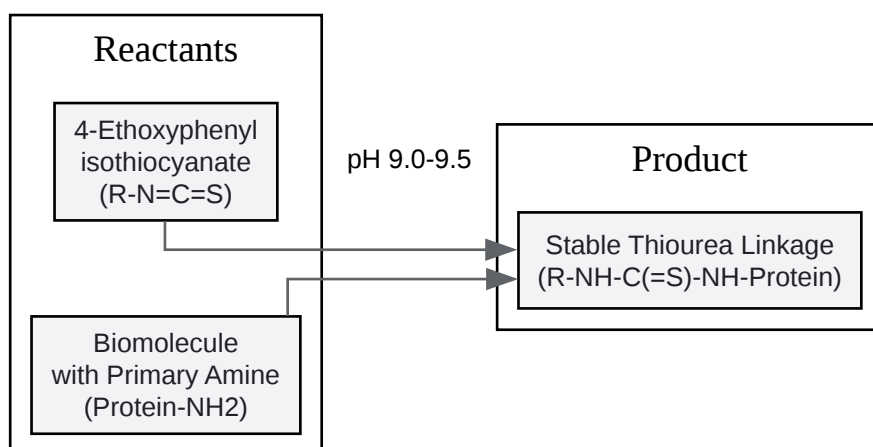 Reactants
4-Ethoxyphenyl
isothiocyanate
(R-N=C=S)
Biomolecule
with Primary Amine
(Protein-NH2)
pH 9.0-9.5
Product
Stable Thiourea Linkage
(R-NH-C(=S)-NH-Protein)